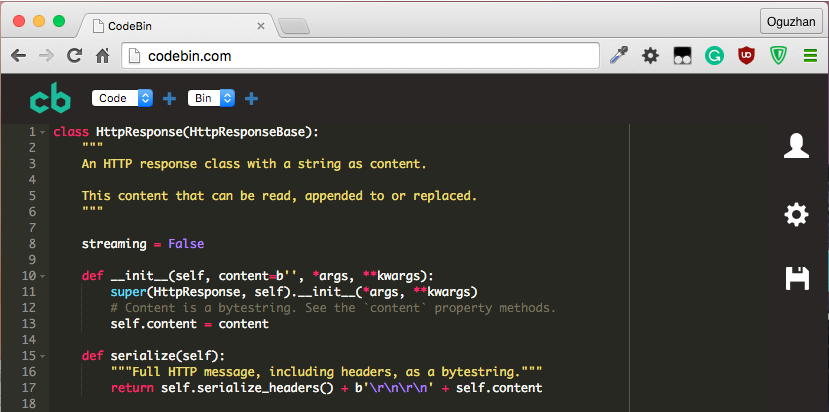 CodeBin
Oguzhan
codebin.com
cb Code Bin
1 class HttpResponse(HttpResponseBase):
2     """
3     An HTTP response class with a string as content.
4
5     This content that can be read, appended to or replaced.
6     """
7
8     streaming = False
9
10     def __init__(self, content=b'', *args, **kwargs):
11         super(HttpResponse, self).__init__(*args, **kwargs)
12         # Content is a bytestring. See the `content` property methods.
13         self.content = content
14
15     def serialize(self):
16         """Full HTTP message, including headers, as a bytestring."""
17         return self.serialize_headers() + b'\r\n\r\n' + self.content
18